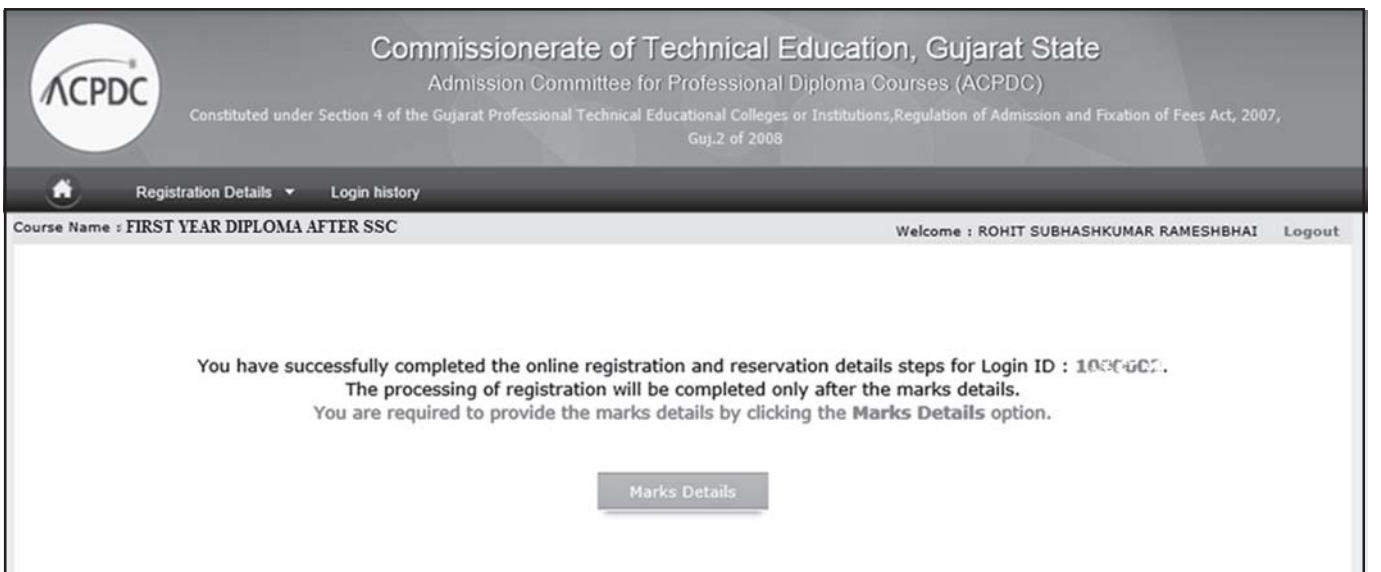 Commissionerate of Technical Education, Gujarat State
ACPDC
Admission Committee for Professional Diploma Courses (ACPDC)
Constituted under Section 4 of the Gujarat Professional Technical Educational Colleges or Institutions,Regulation of Admission and Fixation of Fees Act, 2007,
Guj.2 of 2008
Registration Details Login history
Course Name : FIRST YEAR DIPLOMA AFTER SSC Welcome : ROHIT SUBHASHKUMAR RAMESHBHAI Logout
You have successfully completed the online registration and reservation details steps for Login ID :
The processing of registration will be completed only after the marks details.
You are required to provide the marks details by clicking the Marks Details option.
Marks Details